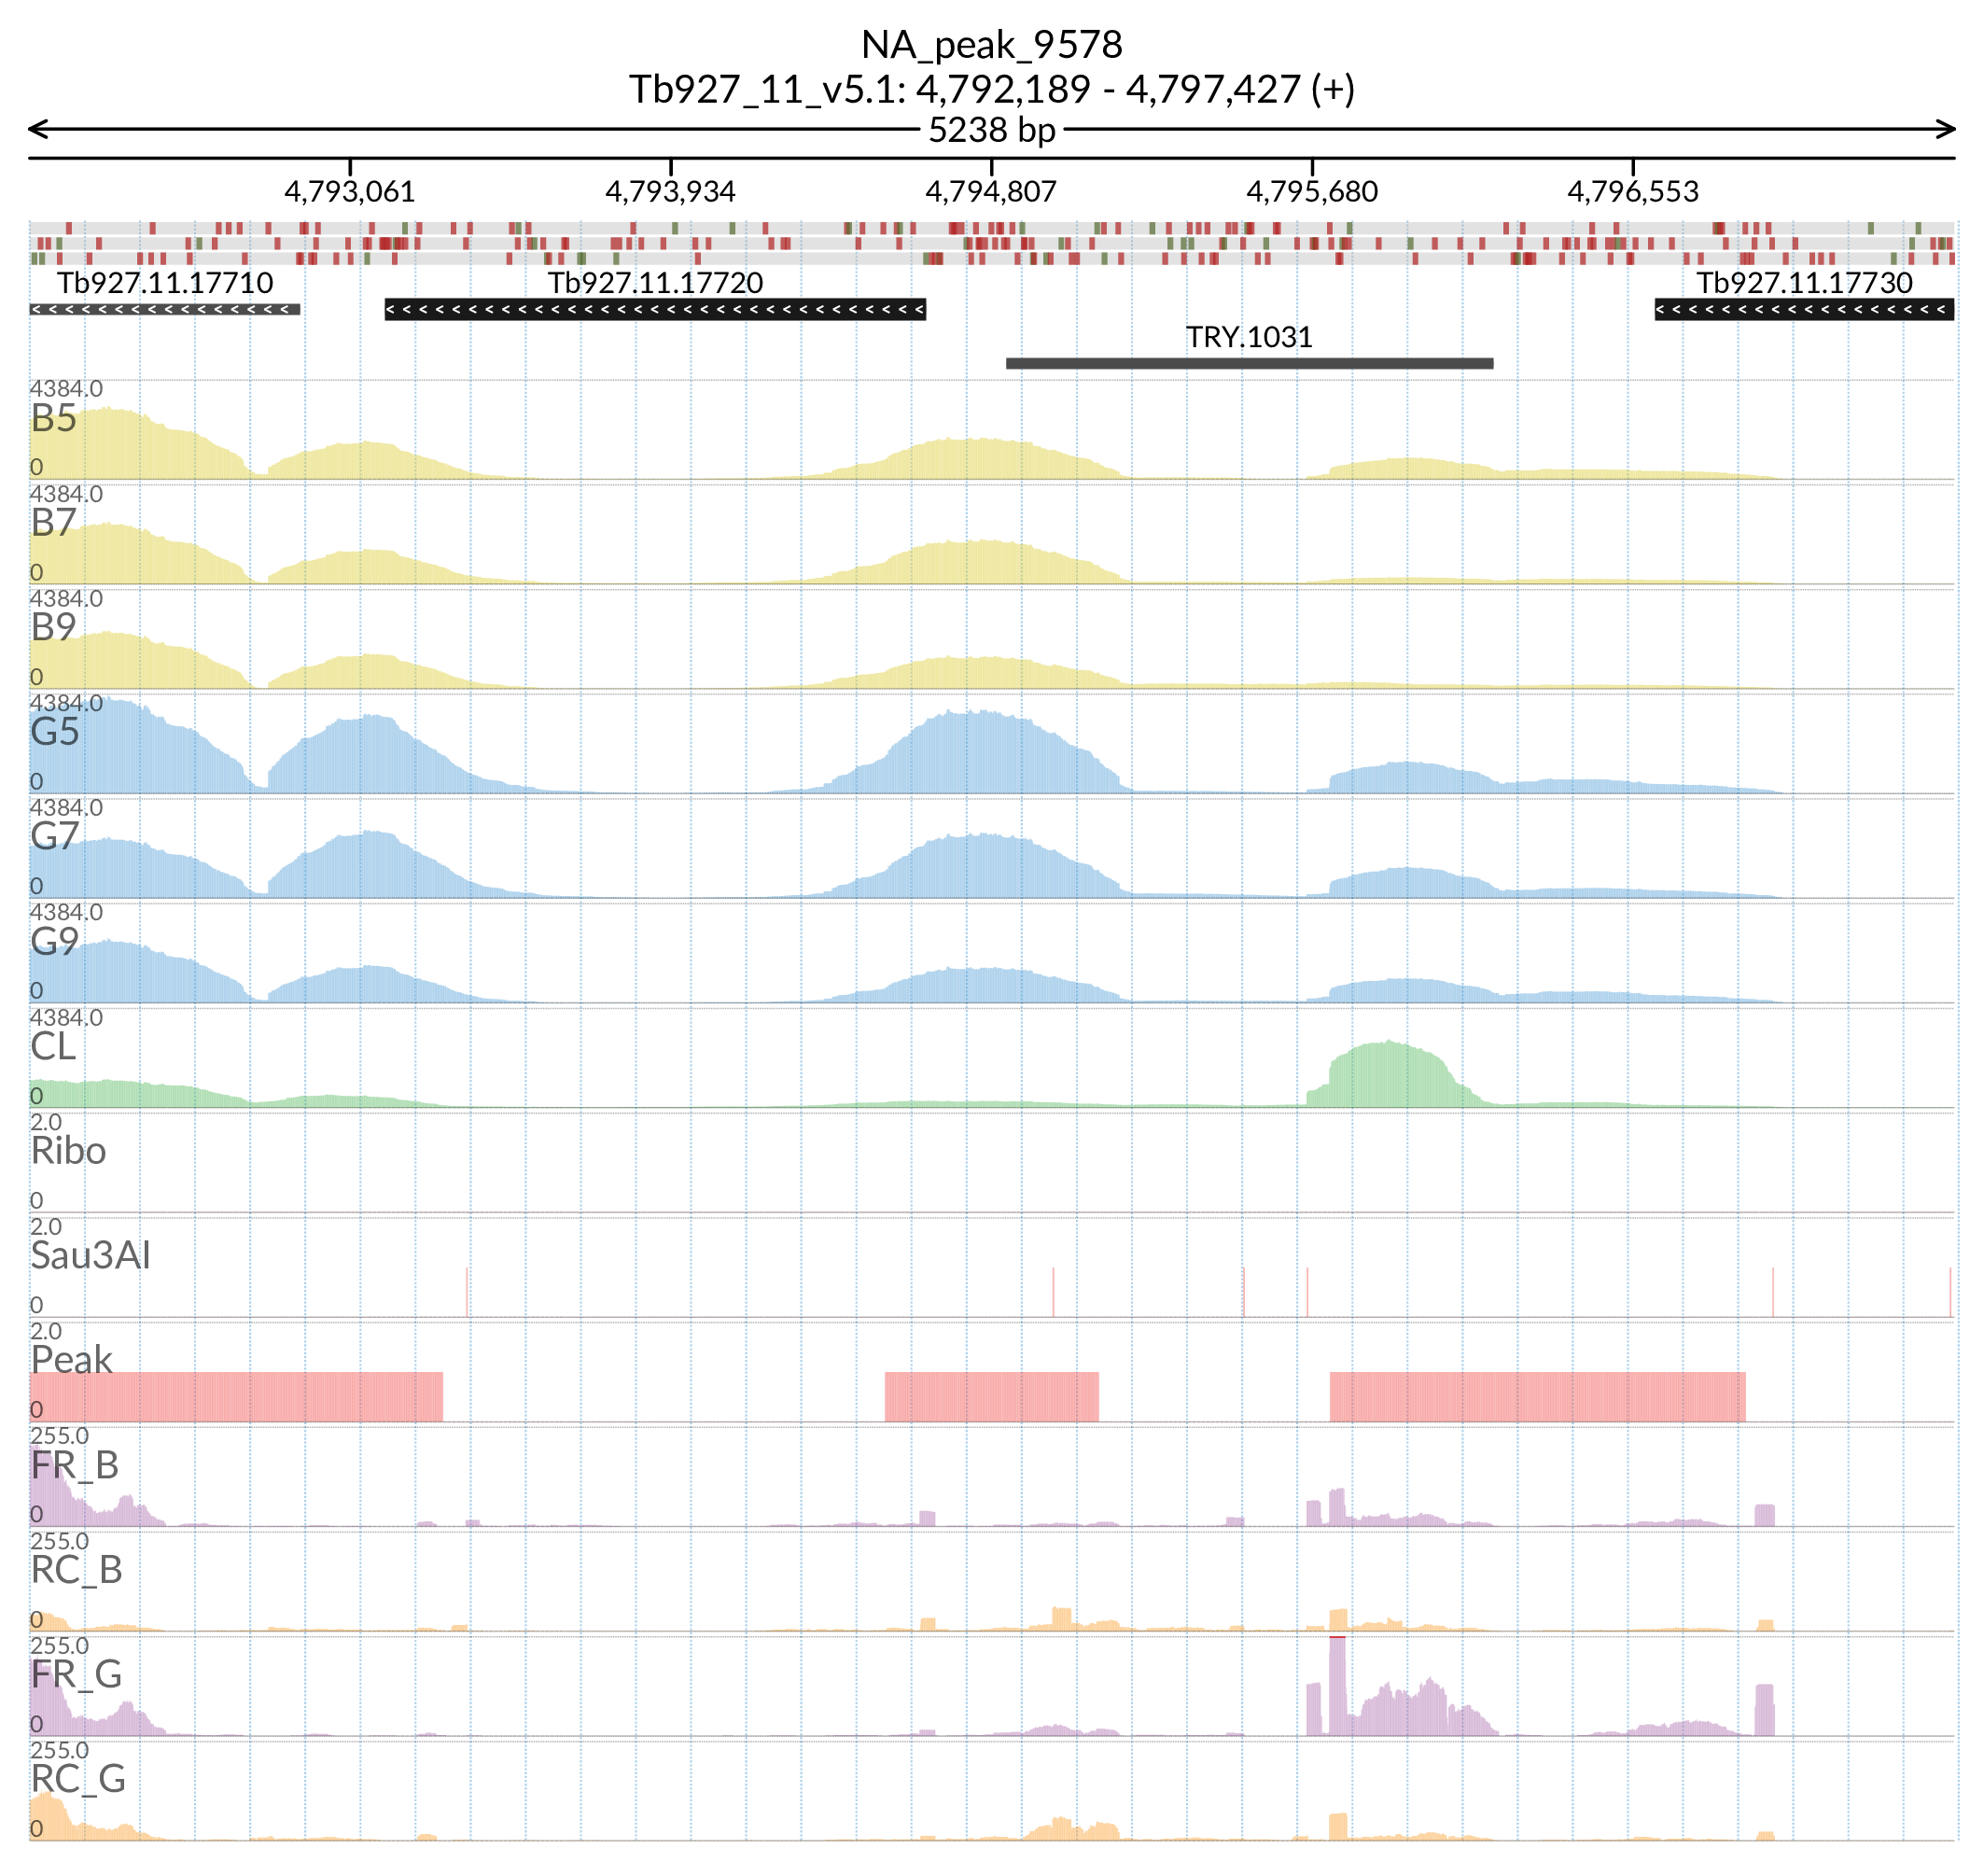 NA_peak_9578
Tb927_11_v5.1: 4,792,189 - 4,797,427 (+)
5238 bp
4,793,061 4,793,934 4,794,807 4,795,680 4,796,553
Tb927.11.17710 Tb927.11.17720 Tb927.11.17730
TRY.1031
4384.0
B5
0
4384.0
B7
0
4384.0
B9
0
4384.0
G5
0
4384.0
G7
0
4384.0
G9
0
4384.0
CL
0
2.0
Ribo
0
2.0
Sau3AI
0
2.0
Peak
0
255.0
FR_B
0
255.0
RC_B
0
255.0
FR_G
0
255.0
RC_G
0